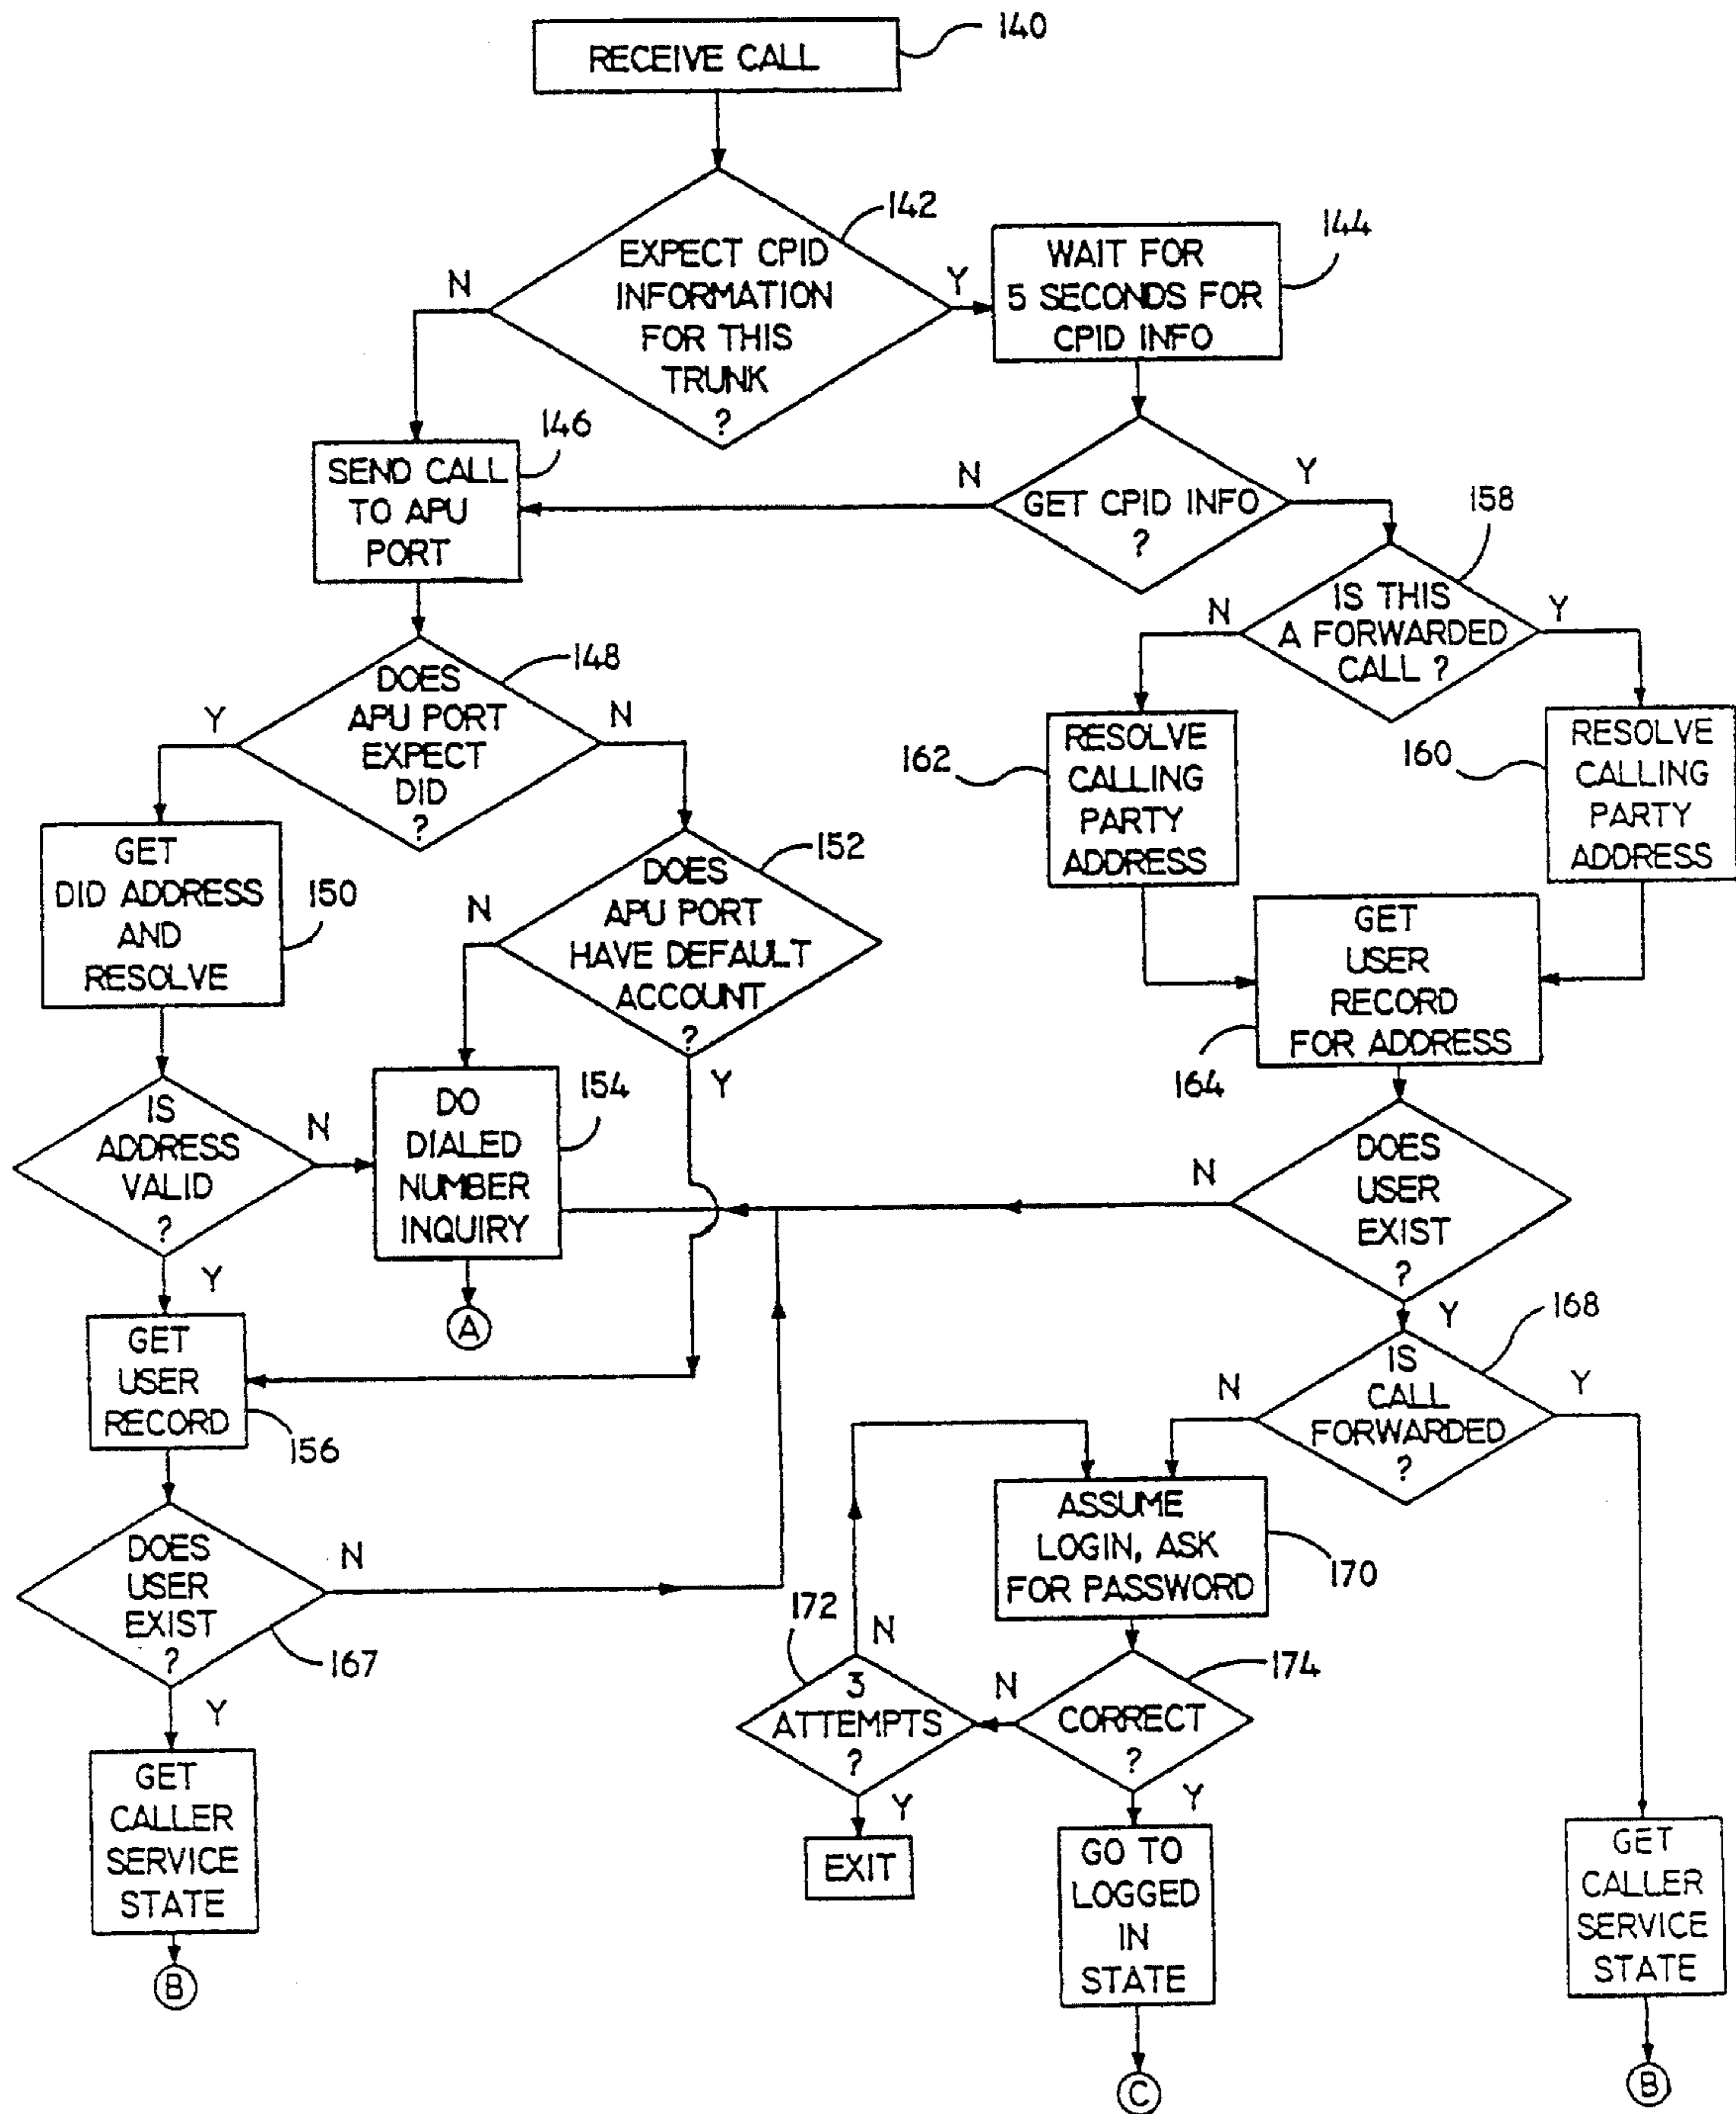 RECEIVE CALL
140
EXPECT CPID
INFORMATION
FOR THIS
TRUNK
?
142
N
Y
WAIT FOR
5 SECONDS FOR
CPID INFO
144
SEND CALL
TO APU
PORT
146
GET CPID INFO
?
N
Y
IS THIS
A FORWARDED
CALL ?
158
N
Y
DOES
APU PORT
EXPECT
DID
?
148
Y
N
RESOLVE
CALLING
PARTY
ADDRESS
162
RESOLVE
CALLING
PARTY
ADDRESS
160
GET
DID ADDRESS
AND
RESOLVE
150
DOES
APU PORT
HAVE DEFAULT
ACCOUNT
?
152
N
Y
GET
USER
RECORD
FOR ADDRESS
164
IS
ADDRESS
VALID
?
N
Y
DO
DIALED
NUMBER
INQUIRY
154
A
DOES
USER
EXIST
?
N
Y
GET
USER
RECORD
156
IS
CALL
FORWARDED
?
168
N
Y
DOES
USER
EXIST
?
167
N
Y
ASSUME
LOGIN, ASK
FOR PASSWORD
170
3
ATTEMPTS
?
172
N
Y
CORRECT
?
174
N
Y
GET
CALLER
SERVICE
STATE
B
EXIT
GO TO
LOGGED
IN
STATE
C
GET
CALLER
SERVICE
STATE
B